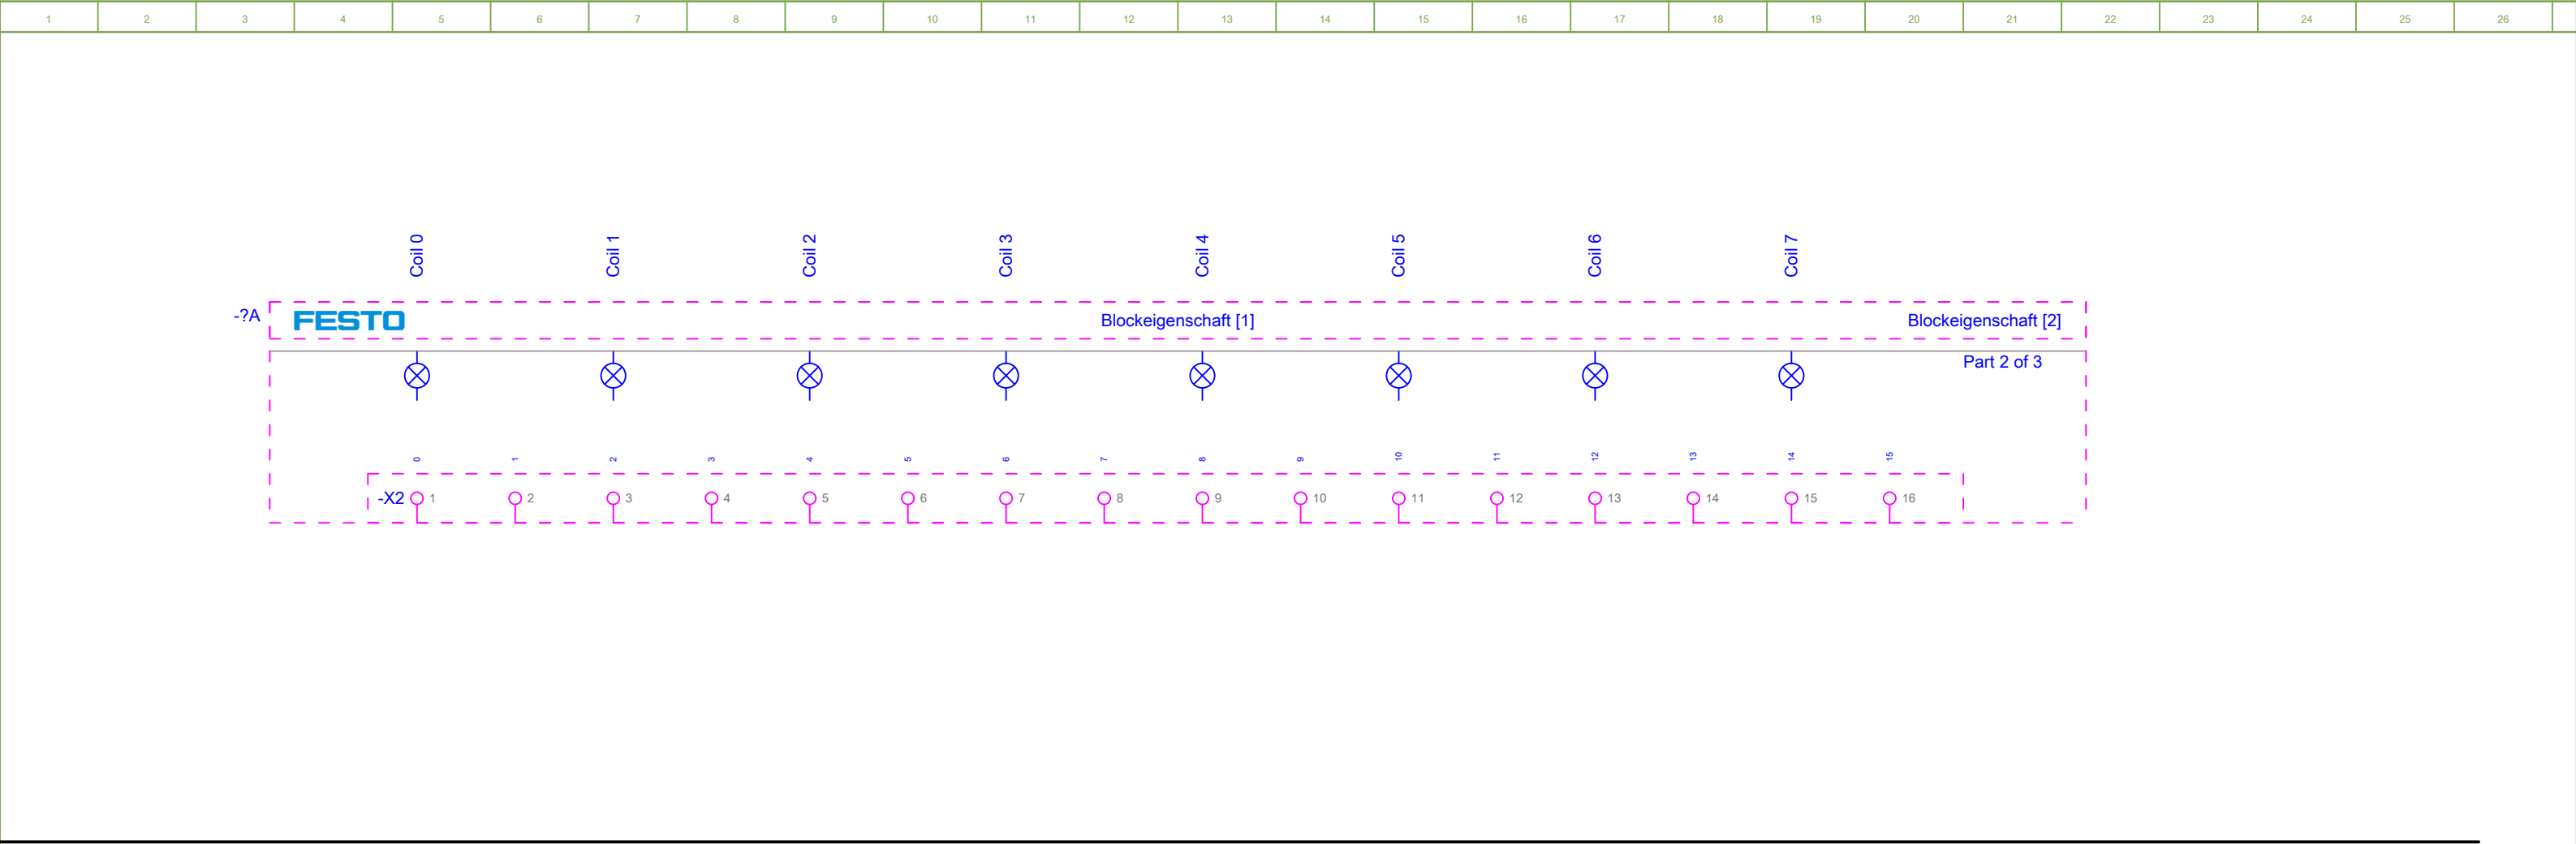 1 2 3 4 5 6 7 8 9 10 11 12 13 14 15 16 17 18 19 20 21 22 23 24 25 26
Coil 0 Coil 1 Coil 2 Coil 3 Coil 4 Coil 5 Coil 6 Coil 7
-?A FESTO Blockeigenschaft [1] Blockeigenschaft [2]
Part 2 of 3
0 1 2 3 4 5 6 7 8 9 10 11 12 13 14 15
-X2 1 2 3 4 5 6 7 8 9 10 11 12 13 14 15 16